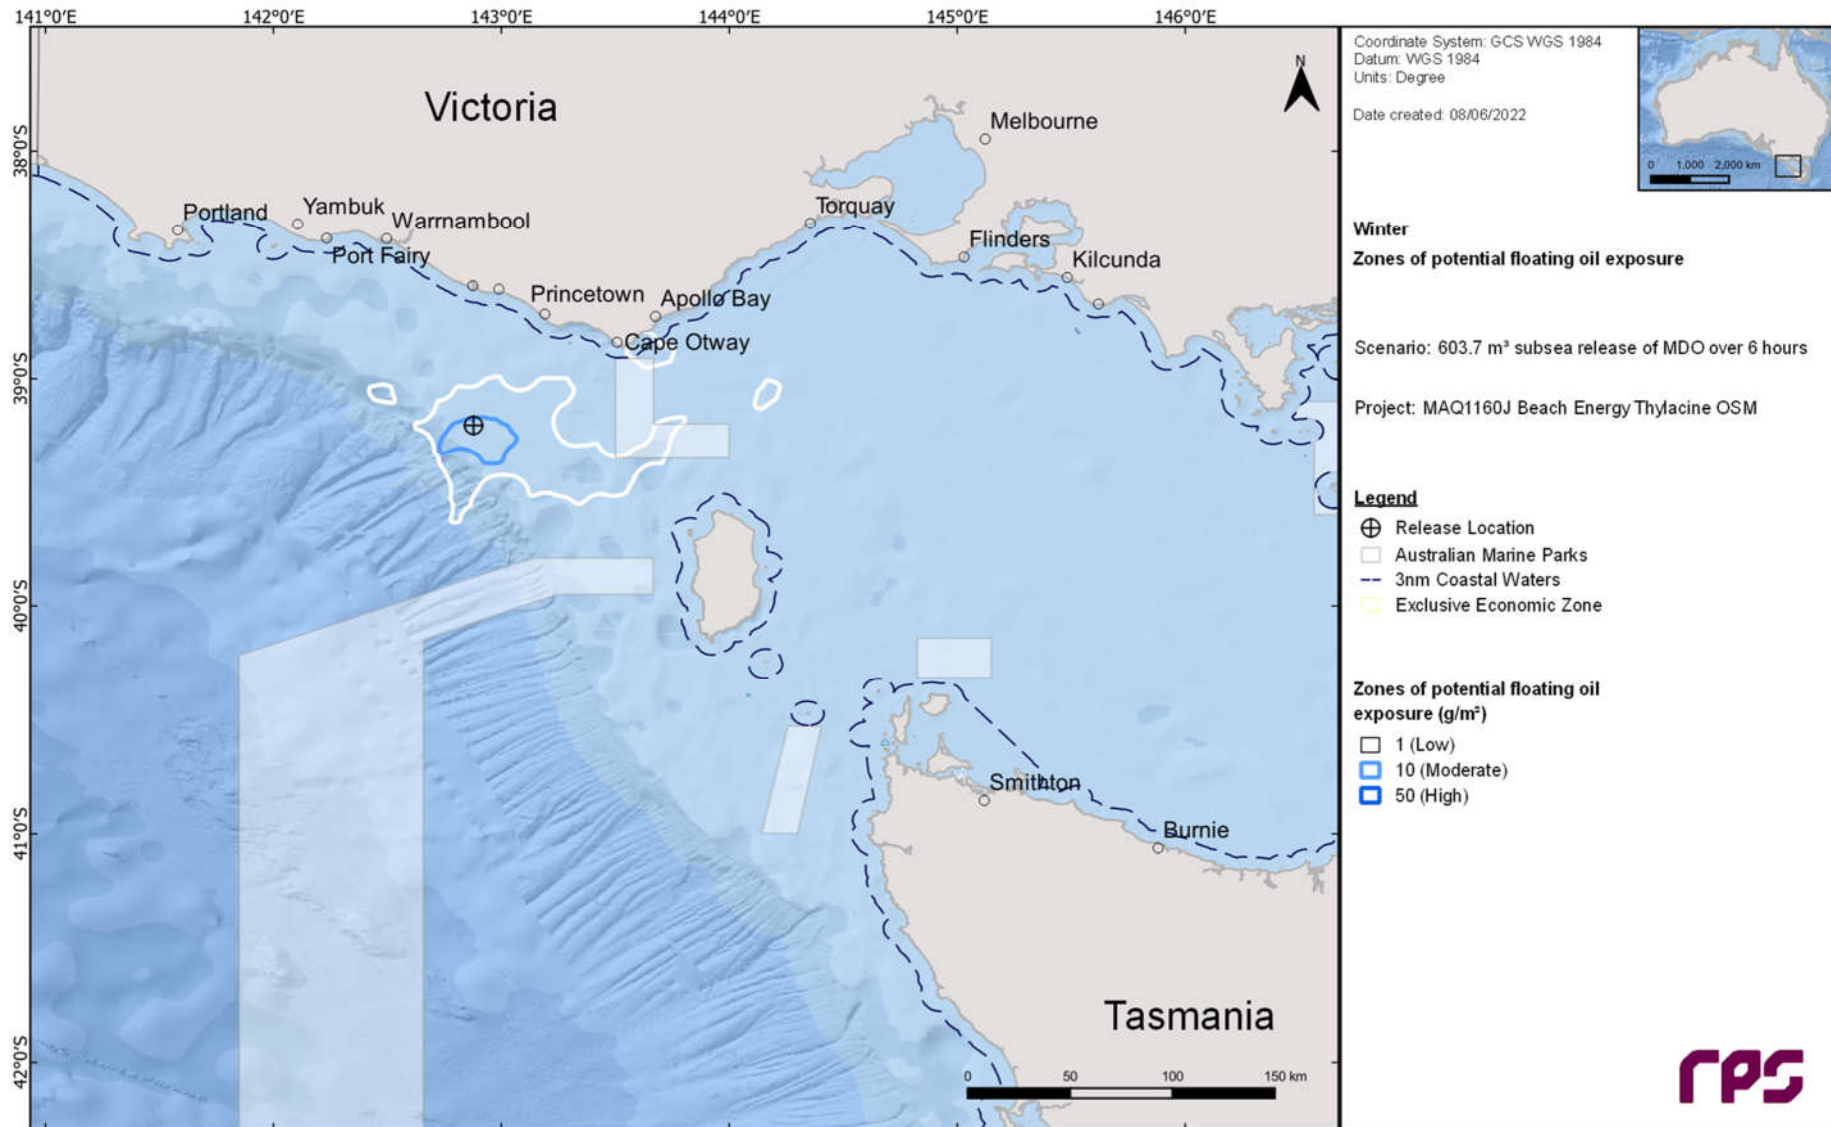 141°0'E 142°0'E 143°0'E 144°0'E 145°0'E 146°0'E
38°0'S
39°0'S
40°0'S
41°0'S
42°0'S
Victoria
N
Melbourne
Portland
Yambuk
Warrnambool
Port Fairy
Torquay
Flinders
Kilcunda
Princetown
Apollo Bay
Cape Otway
Smithton
Burnie
Tasmania
0 50 100 150 km
Coordinate System: GCS WGS 1984
Datum: WGS 1984
Units: Degree
Date created: 08/06/2022
0 1,000 2,000 km
Winter
Zones of potential floating oil exposure
Scenario: 603.7 m³ subsea release of MDO over 6 hours
Project: MAQ1160J Beach Energy Thylacine OSM
Legend
Release Location
Australian Marine Parks
3nm Coastal Waters
Exclusive Economic Zone
Zones of potential floating oil
exposure (g/m²)
1 (Low)
10 (Moderate)
50 (High)
rps